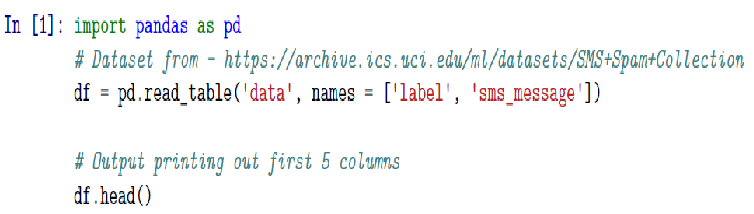 In [1]: import pandas as pd
# Dataset from - https://archive.ics.uci.edu/ml/datasets/SMS+Spam+Collection
df = pd.read_table('data', names = ['label', 'sms_message'])
# Output printing out first 5 columns
df.head()